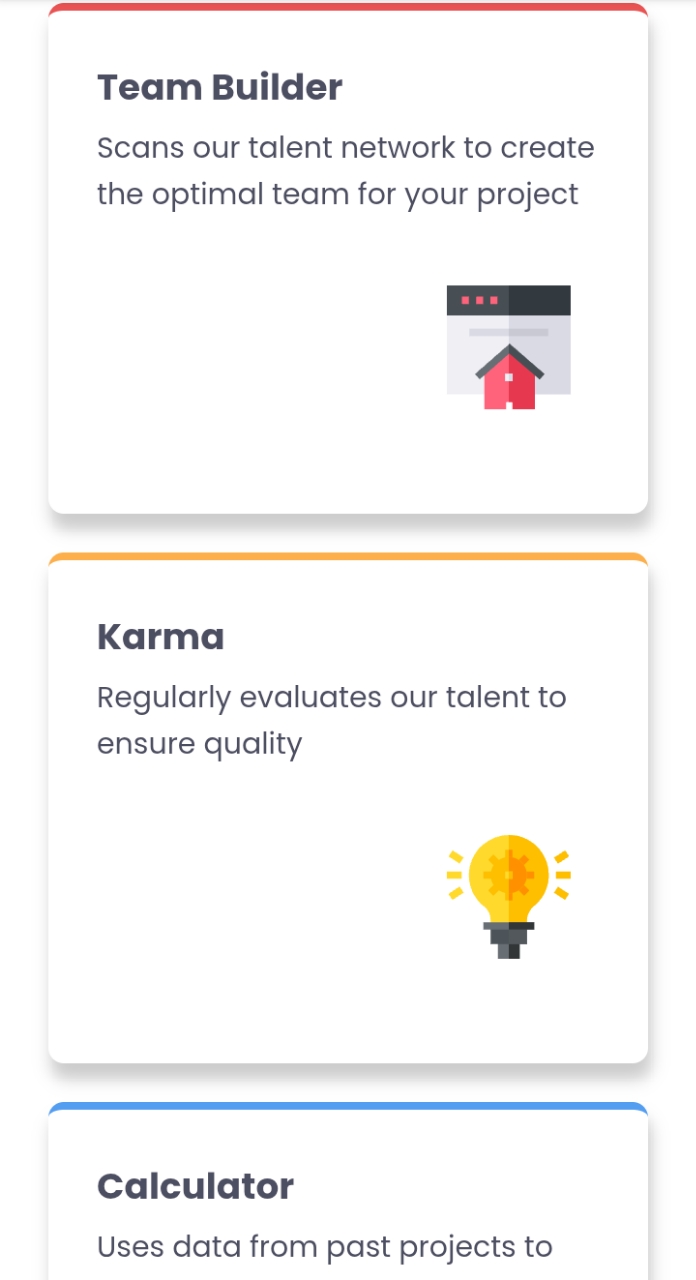 Team Builder
Scans our talent network to create
the optimal team for your project
Karma
Regularly evaluates our talent to
ensure quality
Calculator
Uses data from past projects to